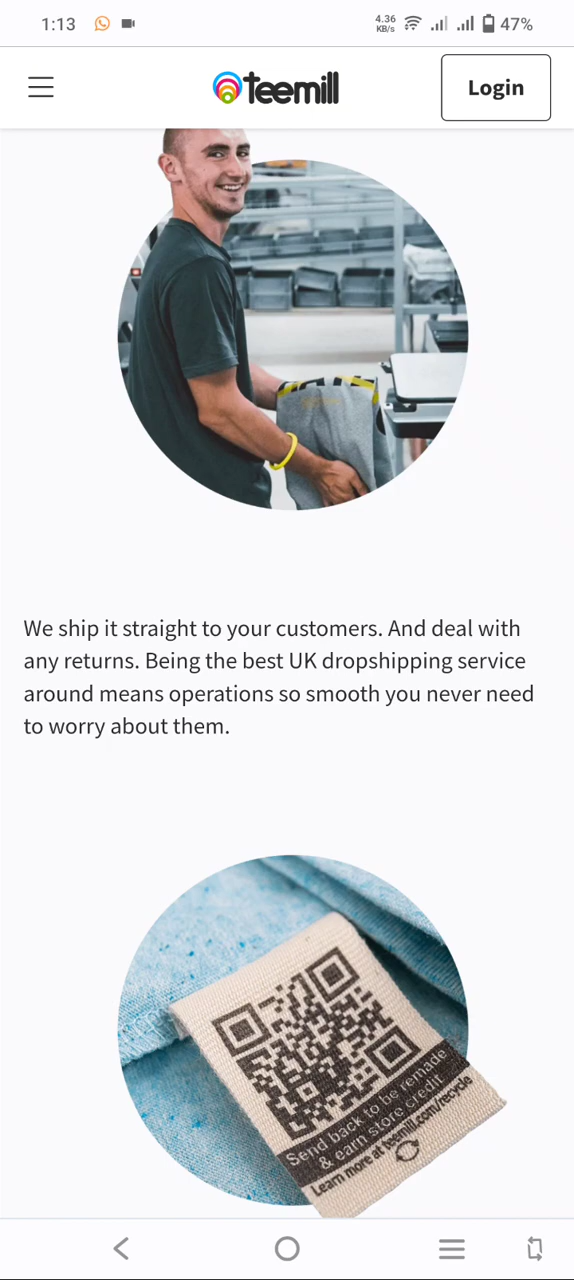 1:13
4.36
KB/s
47%
teemill
Login
We ship it straight to your customers. And deal with
any returns. Being the best UK dropshipping service
around means operations so smooth you never need
to worry about them.
Send back to be remade
& earn store credit
Learn more at teemill.com/recycle